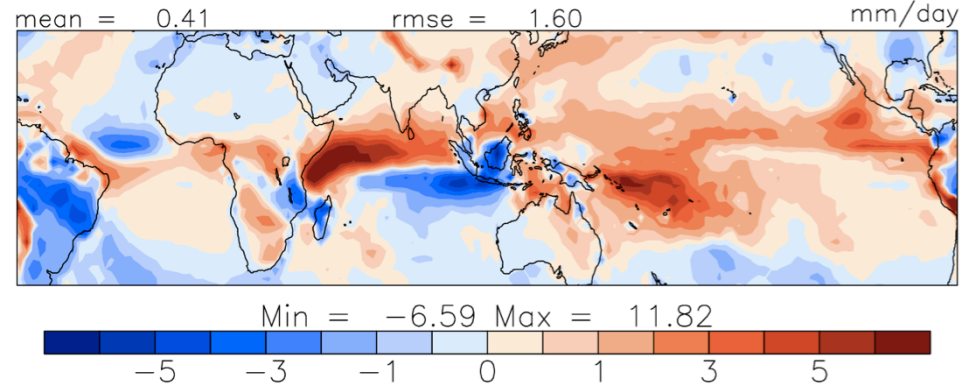 mean = 0.41 rmse = 1.60 mm/day
Min = -6.59 Max = 11.82
-5 -3 -1 0 1 3 5